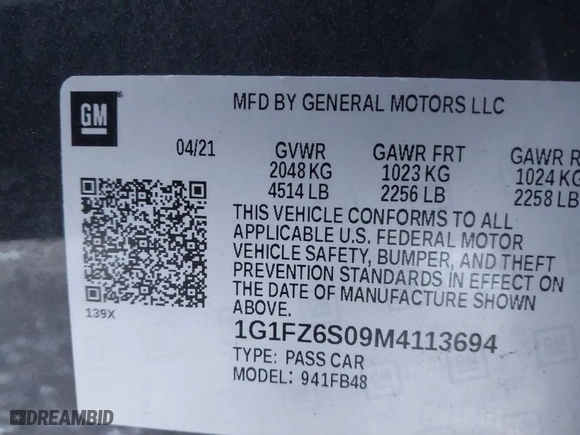 GM
MFD BY GENERAL MOTORS LLC
04/21 GVWR GAWR FRT GAWR R
2048 KG 1023 KG 1024 KG
4514 LB 2256 LB 2258 LB
THIS VEHICLE CONFORMS TO ALL
APPLICABLE U.S. FEDERAL MOTOR
VEHICLE SAFETY, BUMPER, AND THEFT
PREVENTION STANDARDS IN EFFECT ON
THE DATE OF MANUFACTURE SHOWN
ABOVE.
139X
1G1FZ6S09M4113694
TYPE: PASS CAR
MODEL: 941FB48
DREAMBID